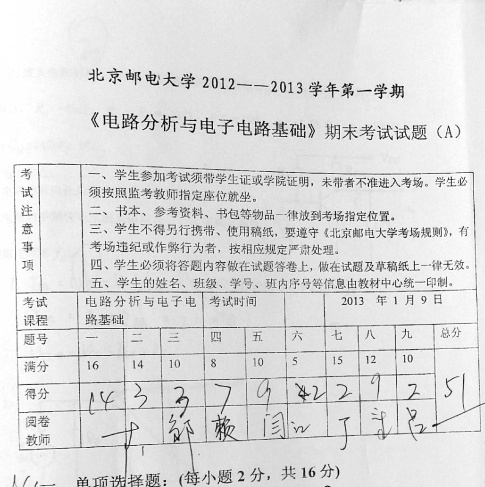 北京邮电大学 2012——2013 学年第一学期
《电路分析与电子电路基础》期末考试试题（A）
考试注意事项
一、学生参加考试须带学生证或学院证明，未带者不准进入考场。学生必
须按照监考教师指定座位就坐。
二、书本、参考资料、书包等物品一律放到考场指定位置。
三、学生不得另行携带、使用稿纸，要遵守《北京邮电大学考场规则》，有
考场违纪或作弊行为者，按相应规定严肃处理。
四、学生必须将答题内容做在试题答卷上，做在试题及草稿纸上一律无效。
五、学生的姓名、班级、学号、班内序号等信息由教材中心统一印制。
考试 电路分析与电子电 考试时间 2013 年 1 月 9 日
课程 路基础
题号 一 二 三 四 五 六 七 八 九 总分
满分 16 14 10 8 10 5 15 12 10
得分 14 3 3 7 9 2 2 9 2 51
阅卷
教师
一、单项选择题：(每小题 2 分，共 16 分)